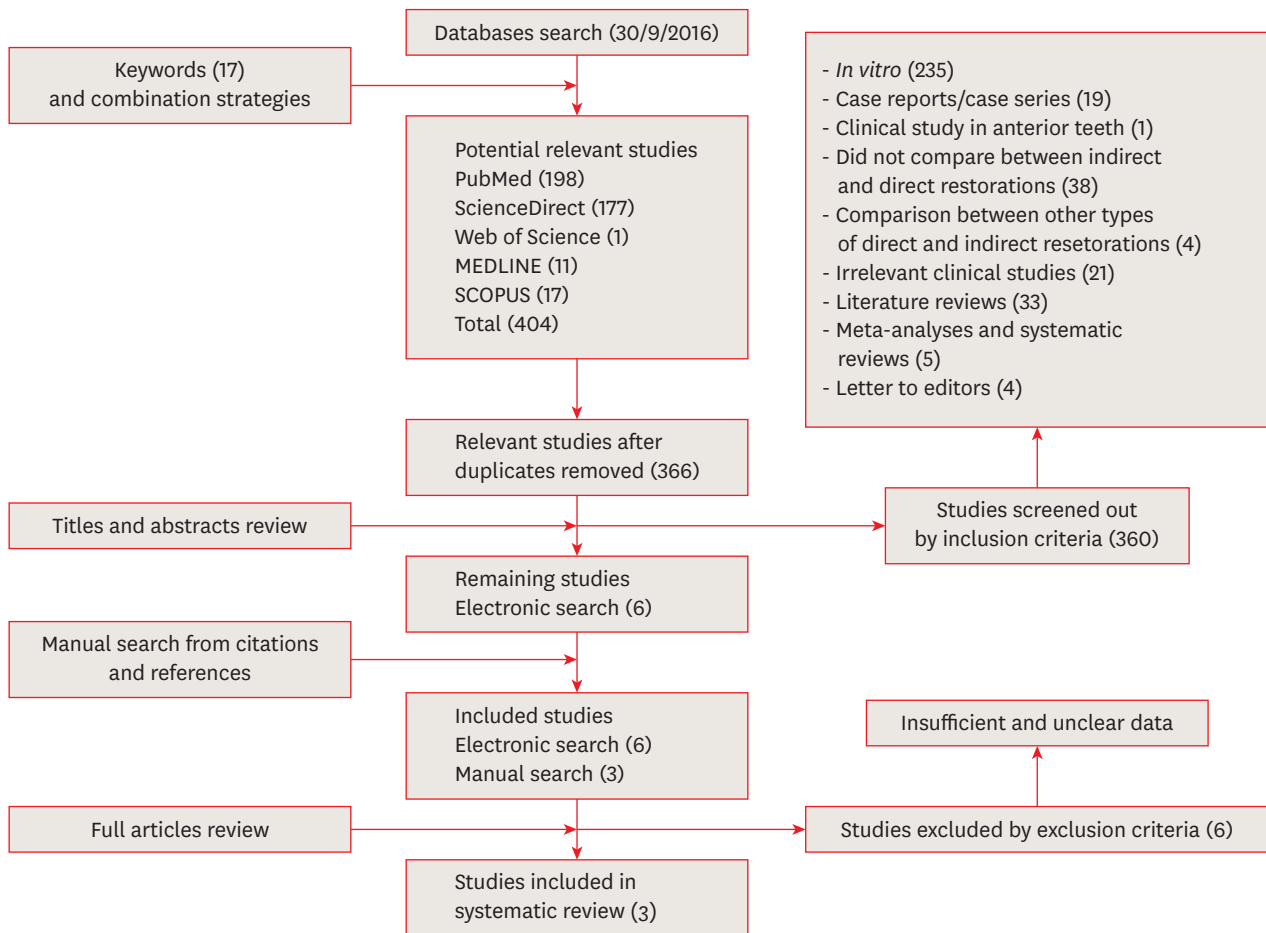 Databases search (30/9/2016)
Keywords (17)
and combination strategies
Potential relevant studies
PubMed (198)
ScienceDirect (177)
Web of Science (1)
MEDLINE (11)
SCOPUS (17)
Total (404)
- In vitro (235)
- Case reports/case series (19)
- Clinical study in anterior teeth (1)
- Did not compare between indirect
and direct restorations (38)
- Comparison between other types
of direct and indirect resetorations (4)
- Irrelevant clinical studies (21)
- Literature reviews (33)
- Meta-analyses and systematic
reviews (5)
- Letter to editors (4)
Relevant studies after
duplicates removed (366)
Titles and abstracts review
Studies screened out
by inclusion criteria (360)
Remaining studies
Electronic search (6)
Manual search from citations
and references
Included studies
Electronic search (6)
Manual search (3)
Insufficient and unclear data
Full articles review
Studies excluded by exclusion criteria (6)
Studies included in
systematic review (3)